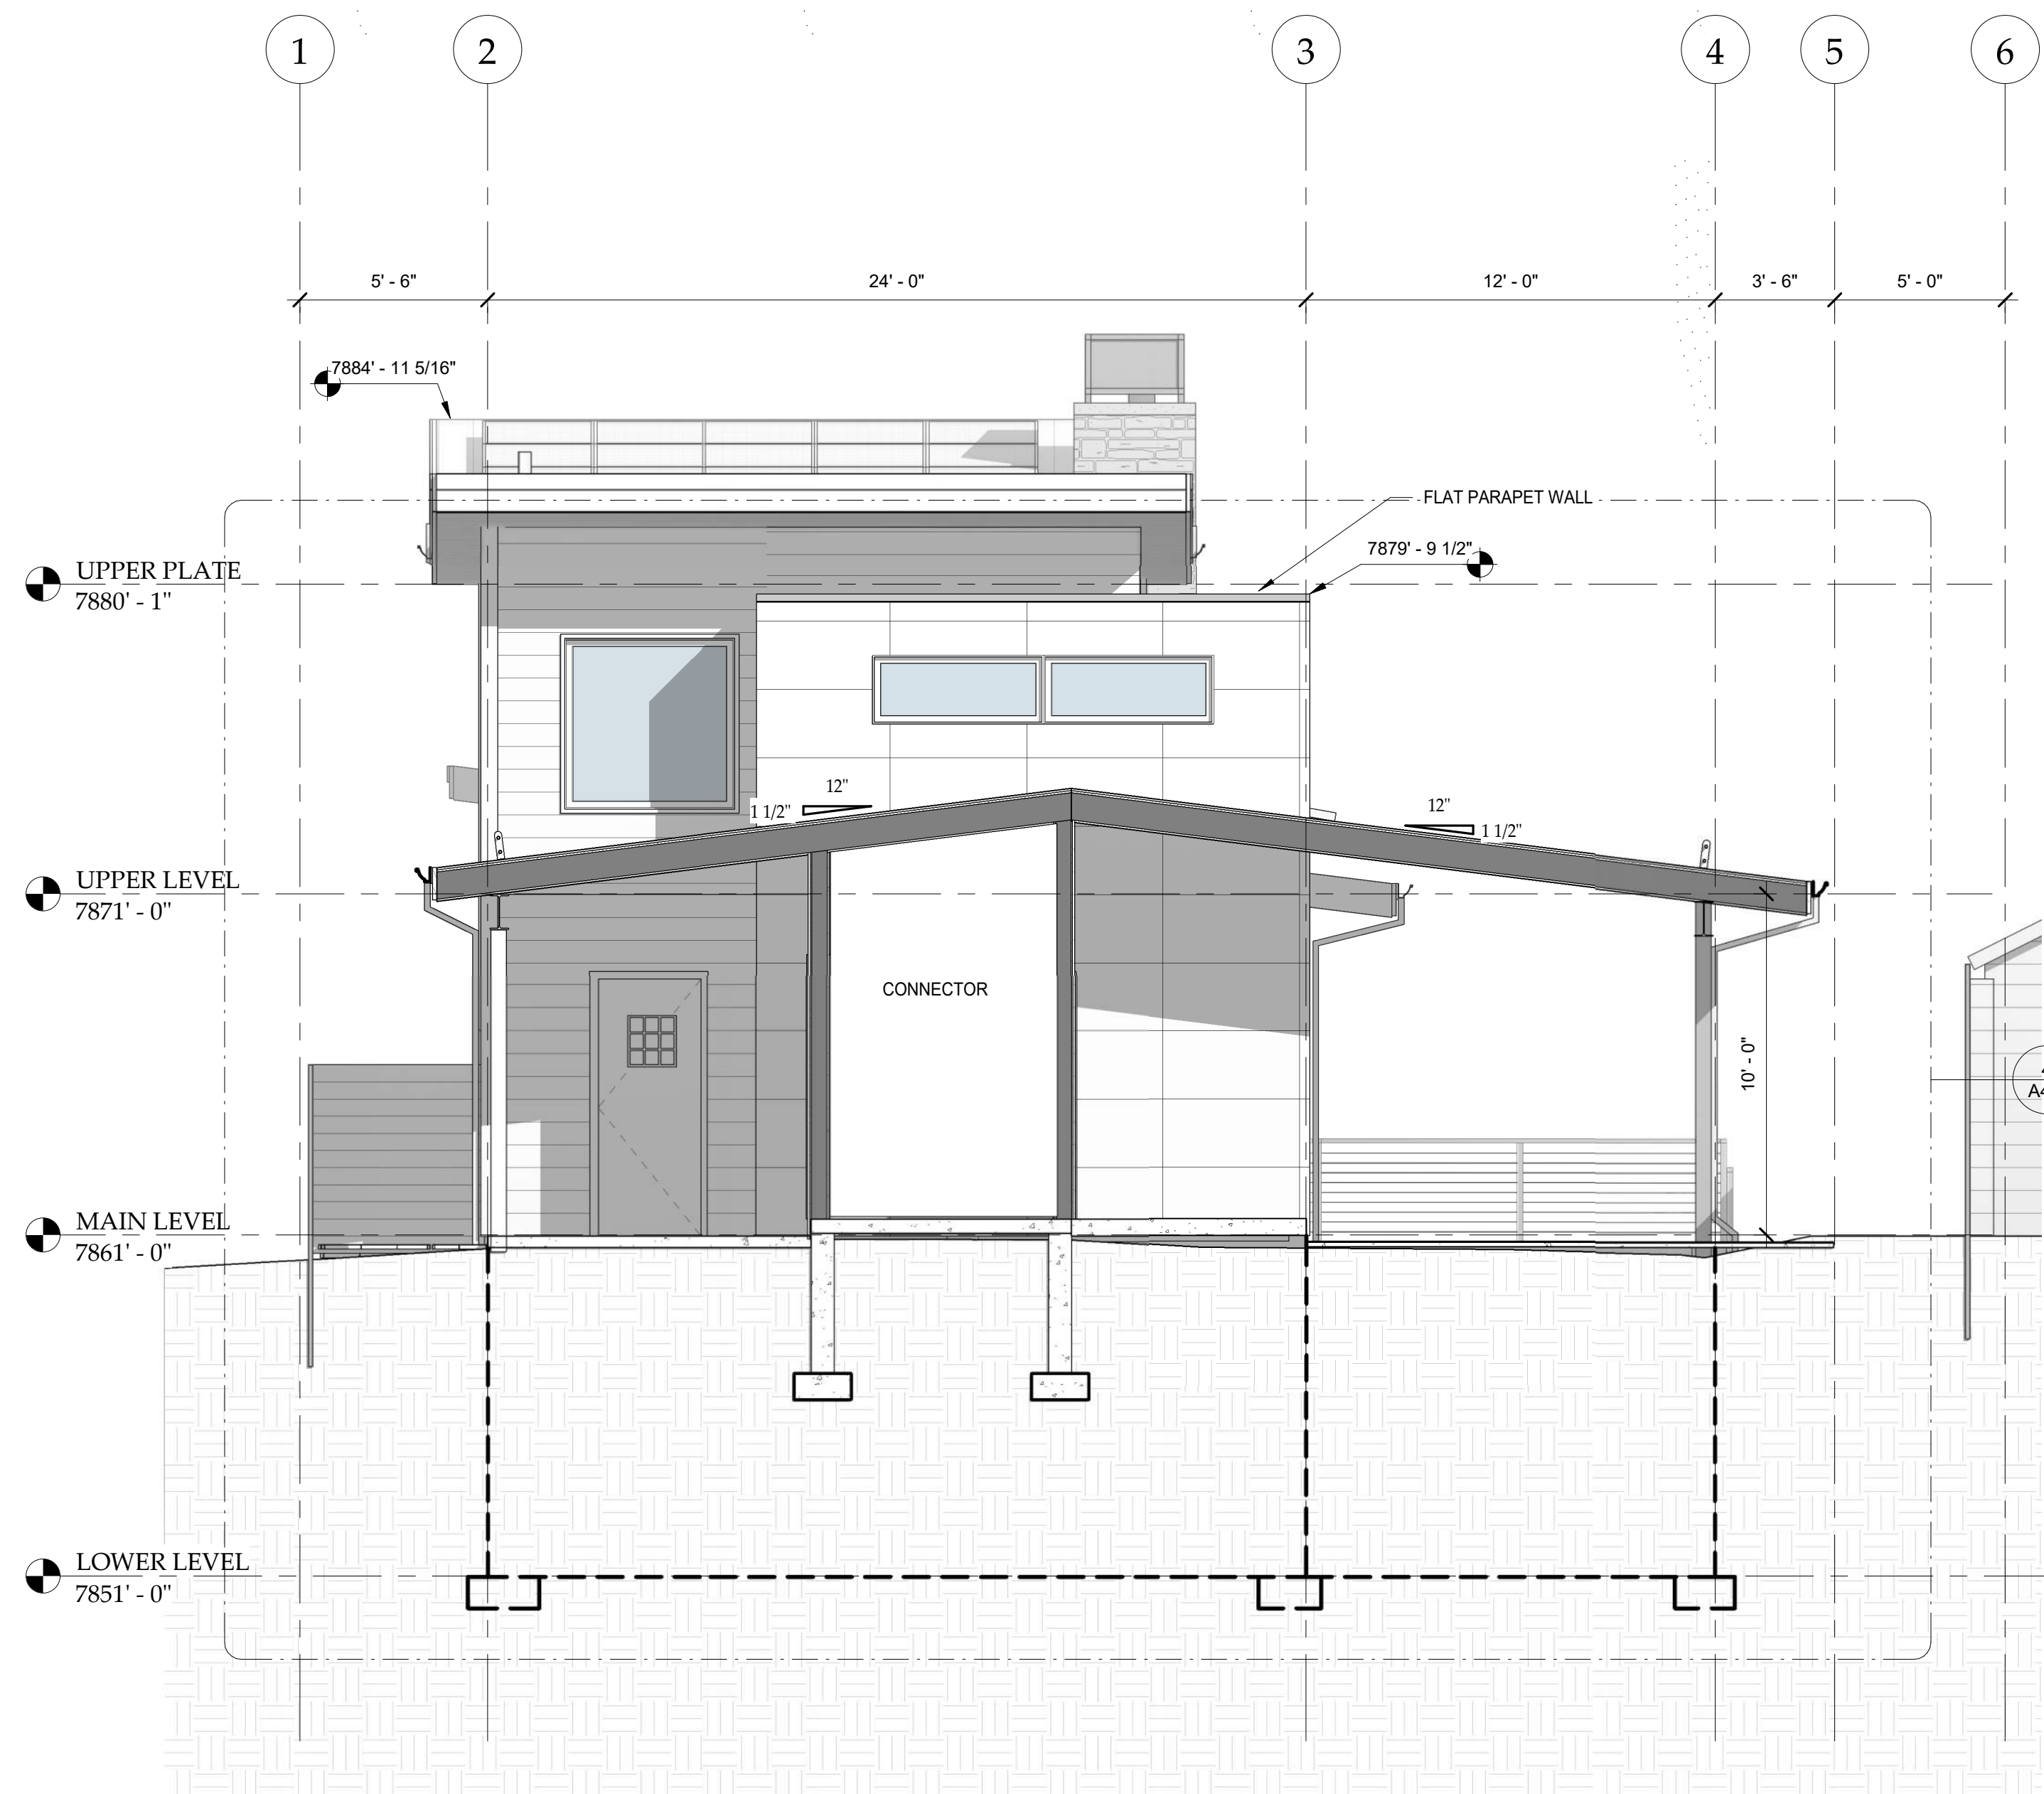 1 2 3 4 5 6
5' - 6" 24' - 0" 12' - 0" 3' - 6" 5' - 0"
7884' - 11 5/16"
FLAT PARAPET WALL
7879' - 9 1/2"
UPPER PLATE
7880' - 1"
12"
1 1/2"
12"
1 1/2"
UPPER LEVEL
7871' - 0"
CONNECTOR
10' - 0"
MAIN LEVEL
7861' - 0"
LOWER LEVEL
7851' - 0"